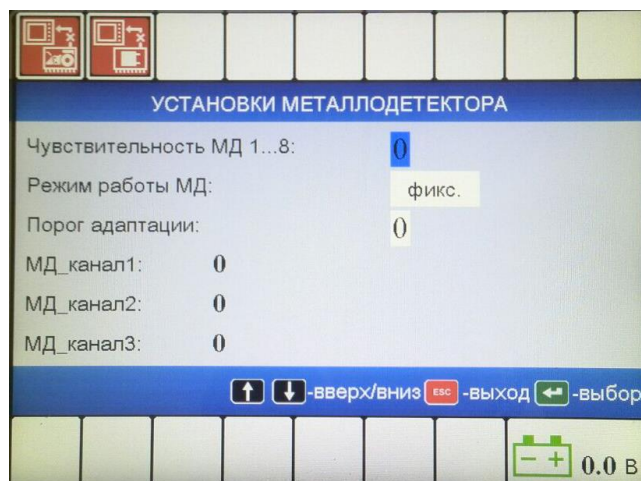 УСТАНОВКИ МЕТАЛЛОДЕТЕКТОРА
Чувствительность МД 1...8: 0
Режим работы МД: фикс.
Порог адаптации: 0
МД_канал1: 0
МД_канал2: 0
МД_канал3: 0
-вверх/вниз ESC -выход -выбор
0.0 В